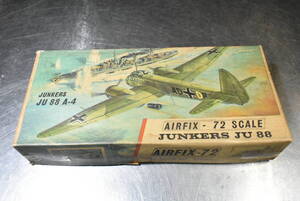 JUNKERS
JU 88 A-4
AIRFIX - 72 SCALE
JUNKERS JU 88
AIRFIX-72